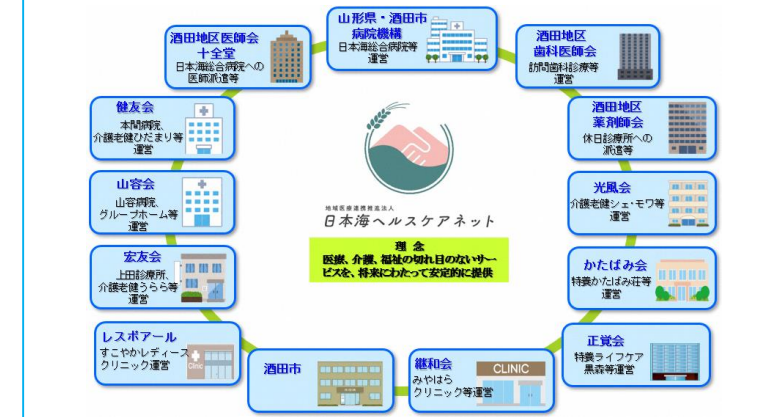 山形県・酒田市
病院機構
日本海総合病院等
運営
酒田地区
歯科医師会
訪問歯科診療等
運営
酒田地区
薬剤師会
休日診療所への
派遣等
光風会
介護老健シェ・モワ等
運営
かたばみ会
特養かたばみ荘等
運営
正覚会
特養ライフケア
黒森等運営
継和会
みやはら
クリニック等運営
CLINIC
酒田市
レスポアール
すこやかレディース
クリニック運営
Clinic
宏友会
上田診療所、
介護老健うらら等
運営
山容会
山容病院、
グループホーム等
運営
健友会
本間病院、
介護老健ひだまり等
運営
酒田地区医師会
十全堂
日本海総合病院への
医師派遣等
地域医療連携推進法人
日本海ヘルスケアネット
理 念
医療、介護、福祉の切れ目のないサー
ビスを、将来にわたって安定的に提供